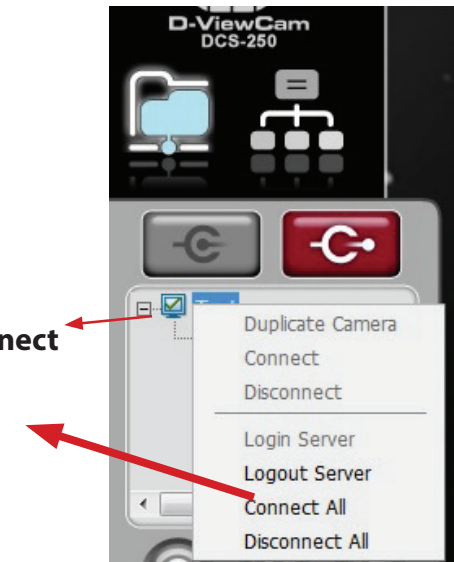 D-ViewCam
DCS-250
nect
Duplicate Camera
Connect
Disconnect
Login Server
Logout Server
Connect All
Disconnect All